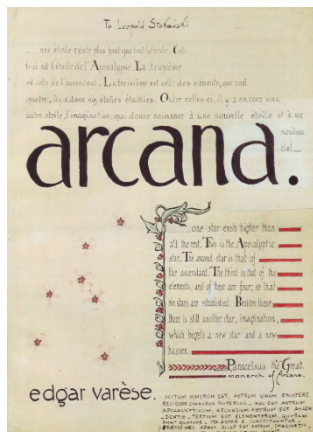 To Leopold Stokowski
une étoile existe plus haut que tout le reste. Cel
le-ci est l'étoile de l'Apocalypse. La deuxième
est celle de l'ascendant. La troisième est celle des éléments, qui sont
quatre; il y a donc six étoiles établies. Outre celles-ci, il y a encore une
autre étoile, l'imagination, qui donne naissance à une nouvelle étoile et à un
nouveau
ciel
arcana.
one star exists higher than
all the rest. This is the Apocalyptic
star. The second star is that of
the ascendant. The third is that of the
elements, and of these are four; so that
six stars are established. Besides these
there is still another star, imagination,
which begets a new star and a new
heaven.
Paracelsus the Great.
monarch of Arcana.
edgar varèse.